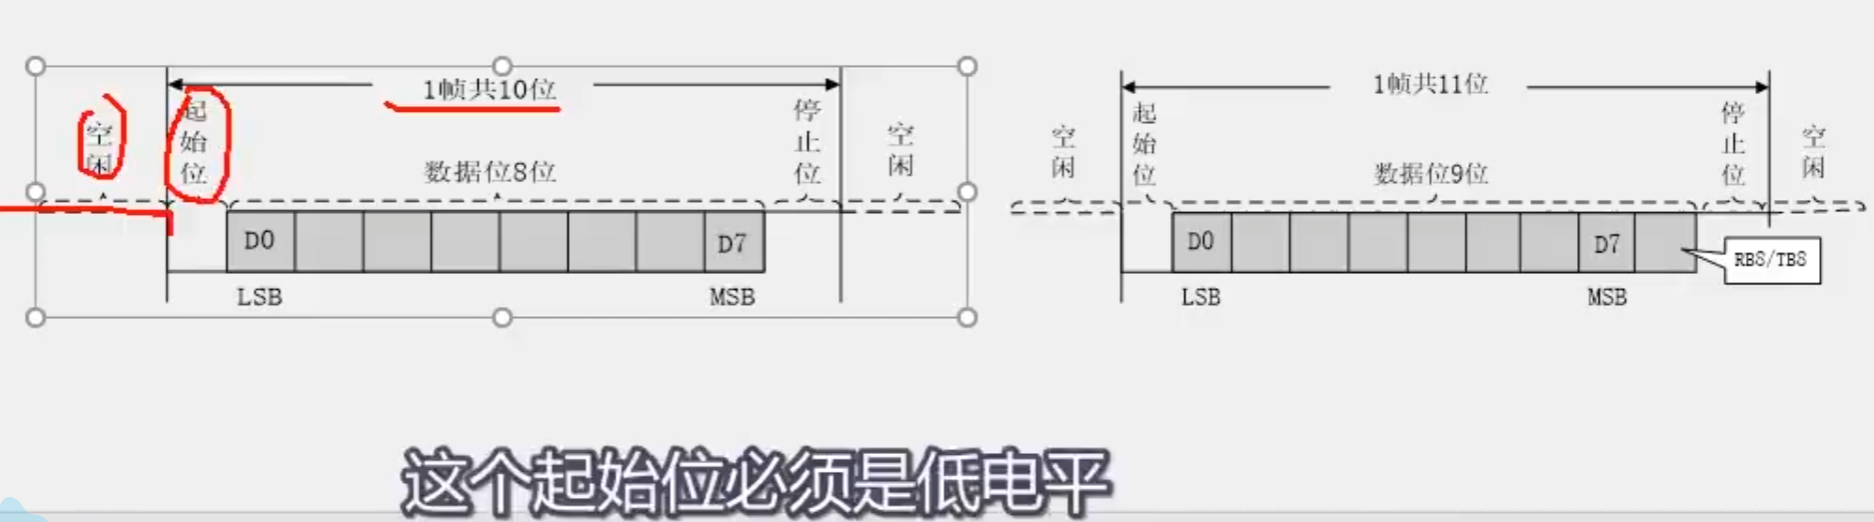 1帧共10位
空闲
起始位
数据位8位
停止位
空闲
D0
D7
LSB
MSB
1帧共11位
空闲
起始位
数据位9位
停止位
空闲
D0
D7
RB8/TB8
LSB
MSB
这个起始位必须是低电平